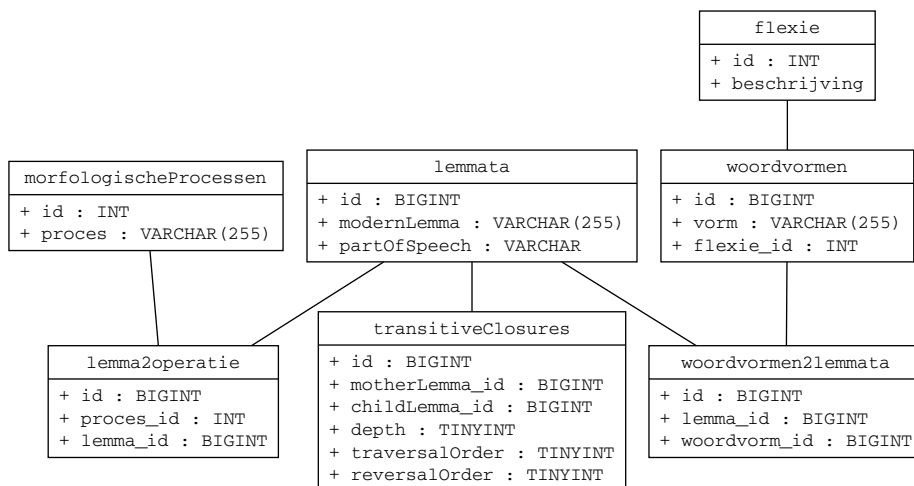 flexie
+ id : INT
+ beschrijving
morfologischeProcessen
+ id : INT
+ proces : VARCHAR(255)
lemmata
+ id : BIGINT
+ modernLemma : VARCHAR(255)
+ partOfSpeech : VARCHAR
woordvormen
+ id : BIGINT
+ vorm : VARCHAR(255)
+ flexie_id : INT
lemma2operatie
+ id : BIGINT
+ proces_id : INT
+ lemma_id : BIGINT
transitiveClosures
+ id : BIGINT
+ motherLemma_id : BIGINT
+ childLemma_id : BIGINT
+ depth : TINYINT
+ traversalOrder : TINYINT
+ reversalOrder : TINYINT
woordvormen2lemmata
+ id : BIGINT
+ lemma_id : BIGINT
+ woordvorm_id : BIGINT